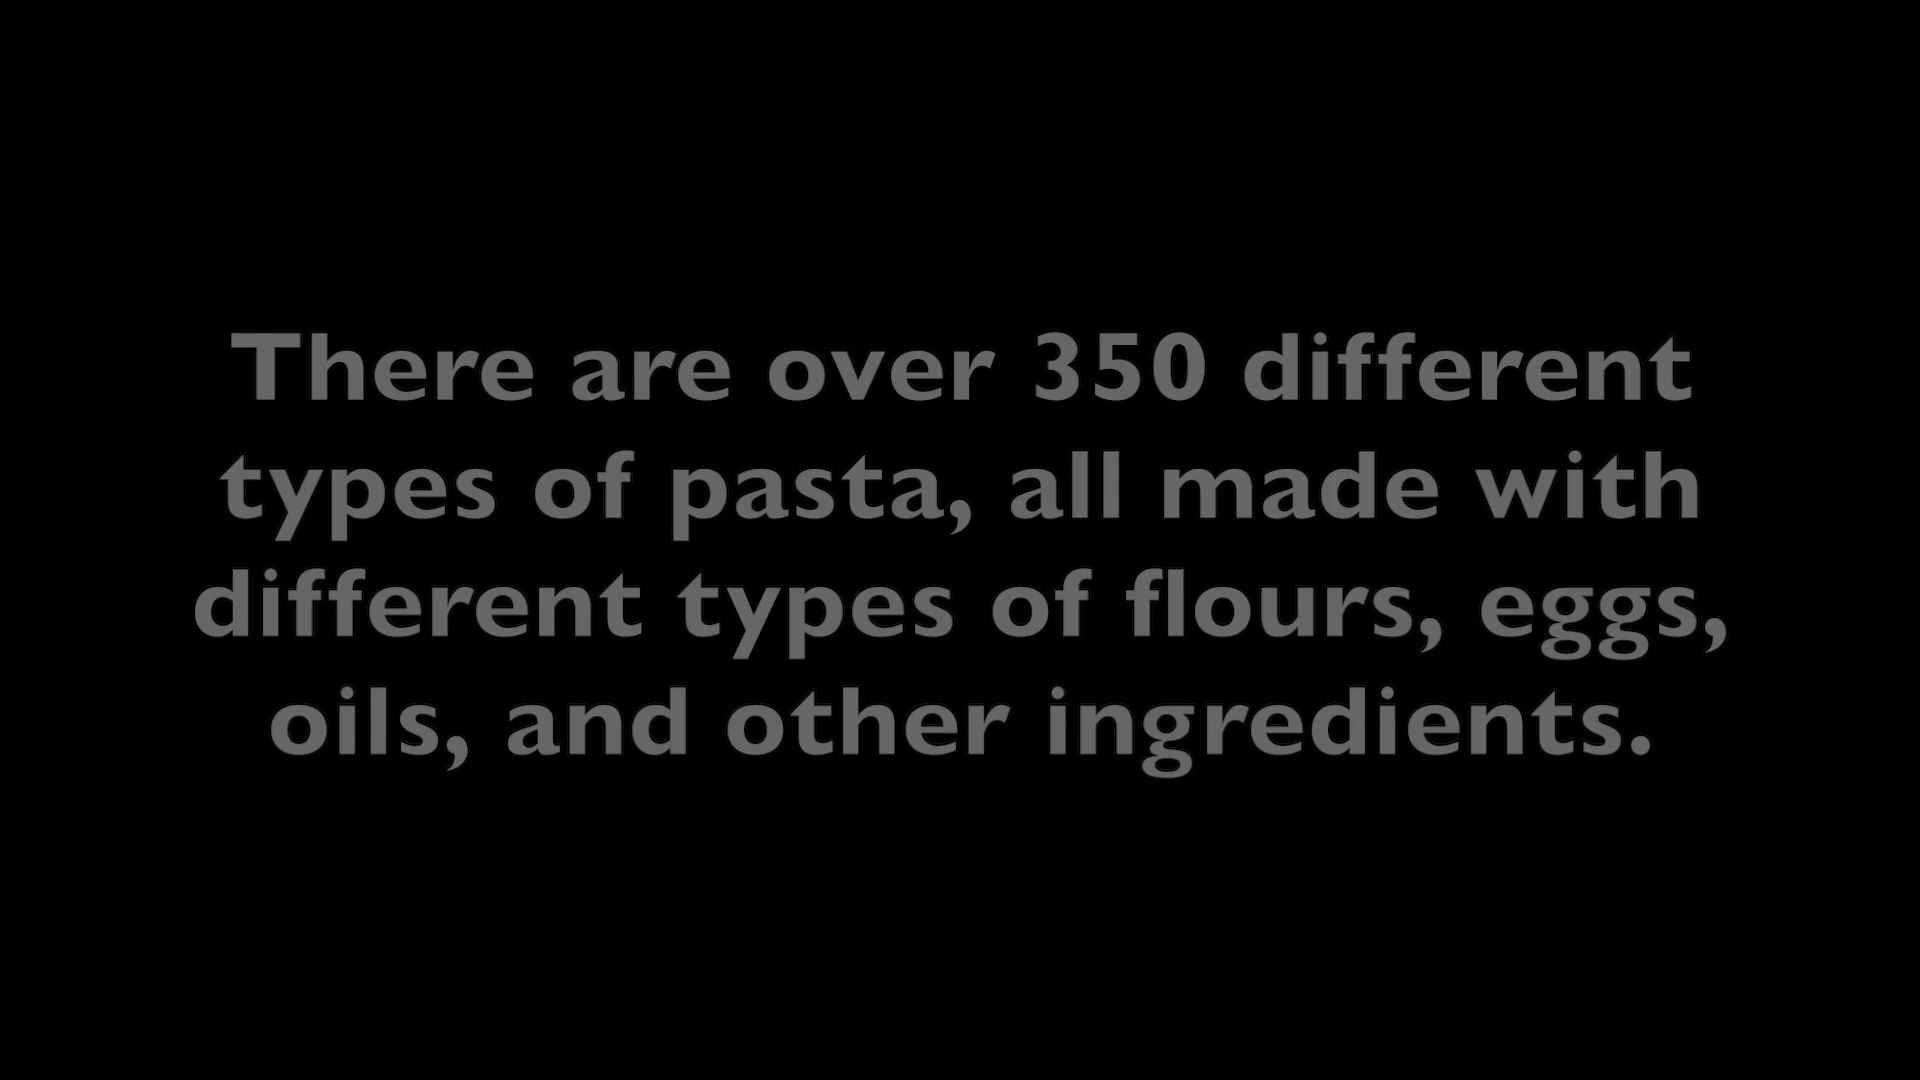 There are over 350 different
types of pasta, all made with
different types of flours, eggs,
oils, and other ingredients.